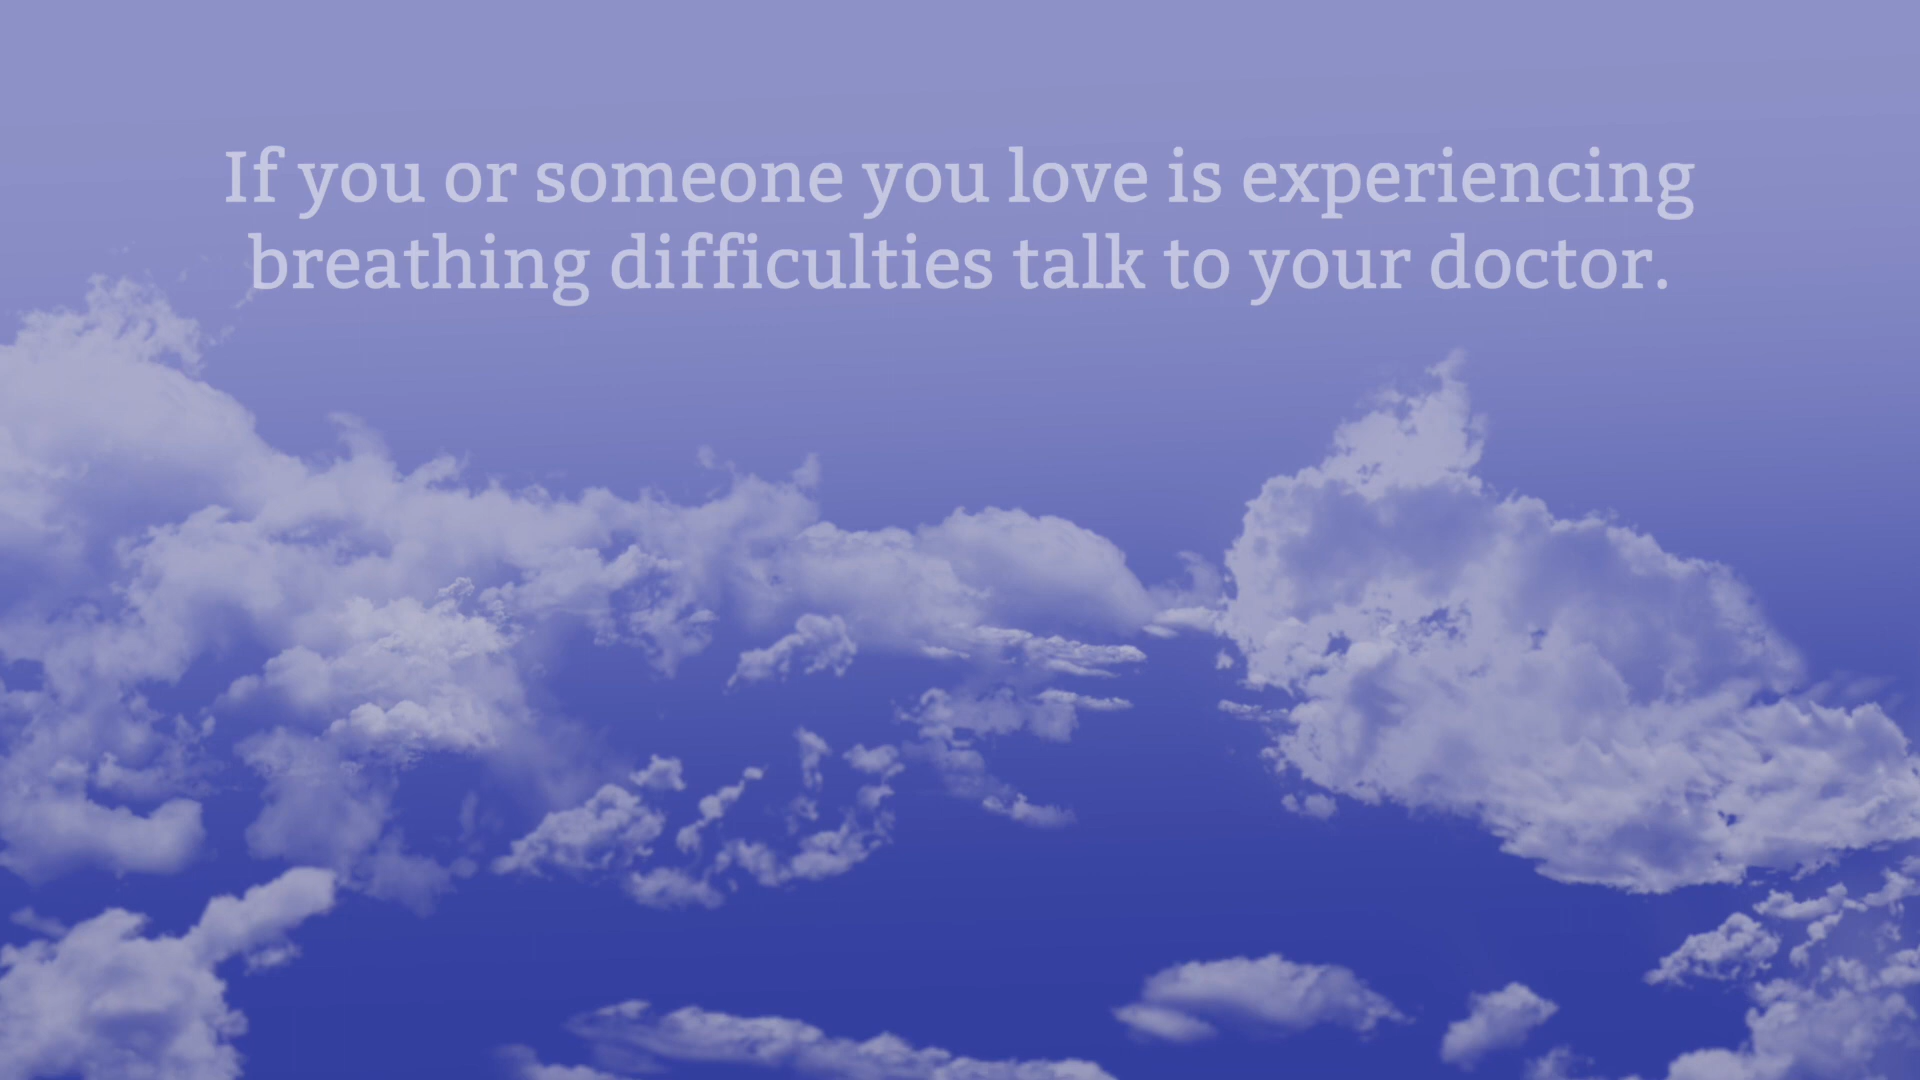 If you or someone you love is experiencing
breathing difficulties talk to your doctor.